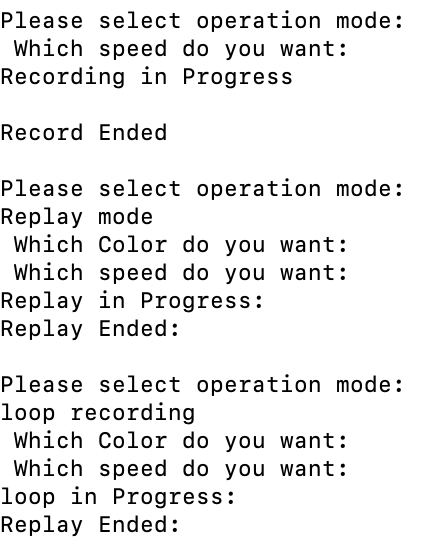 Please select operation mode:
Which speed do you want:
Recording in Progress
Record Ended
Please select operation mode:
Replay mode
Which Color do you want:
Which speed do you want:
Replay in Progress:
Replay Ended:
Please select operation mode:
loop recording
Which Color do you want:
Which speed do you want:
loop in Progress:
Replay Ended: